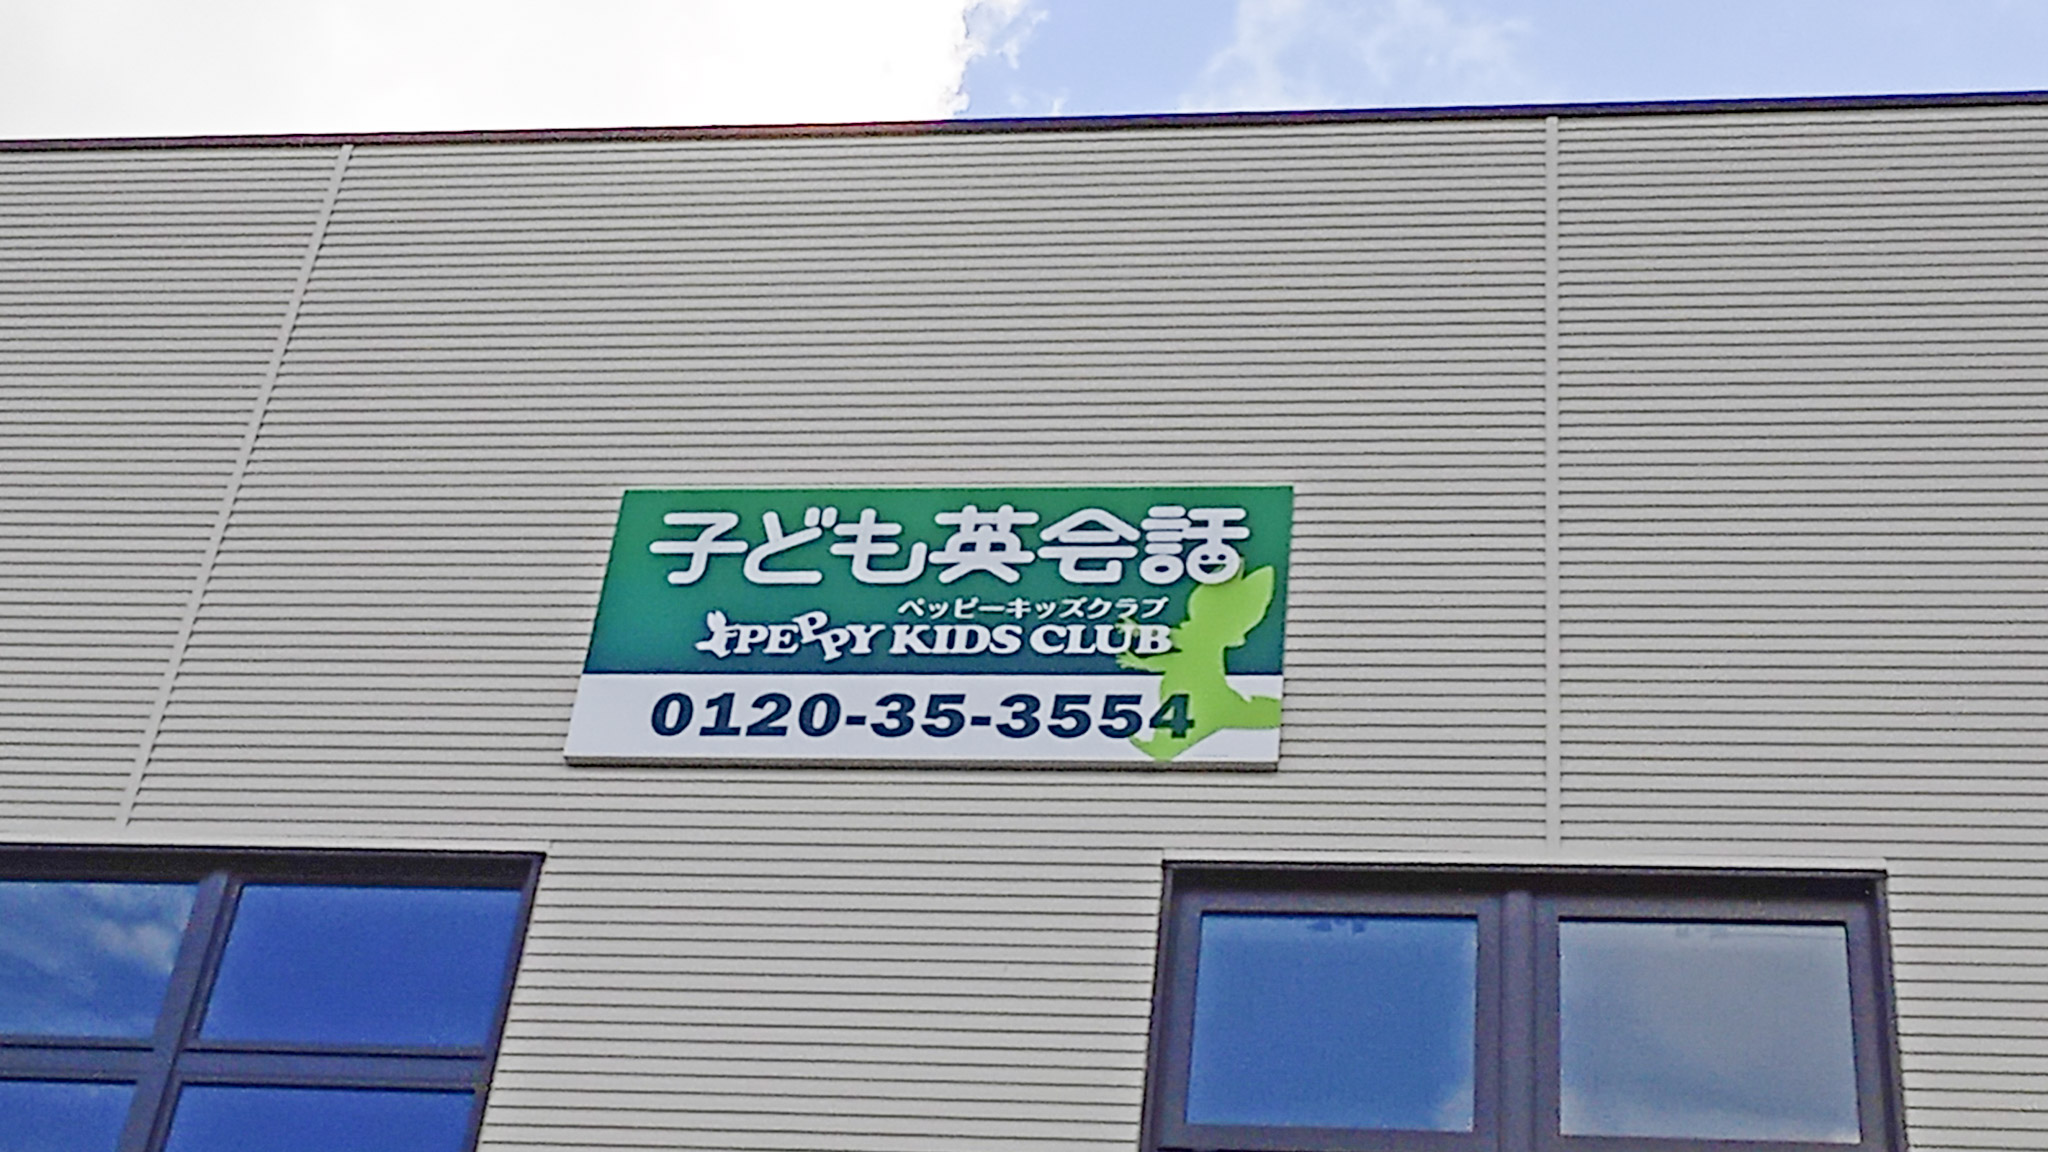 子ども英会話
ペッピーキッズクラブ
PEPPY KIDS CLUB
0120-35-3554